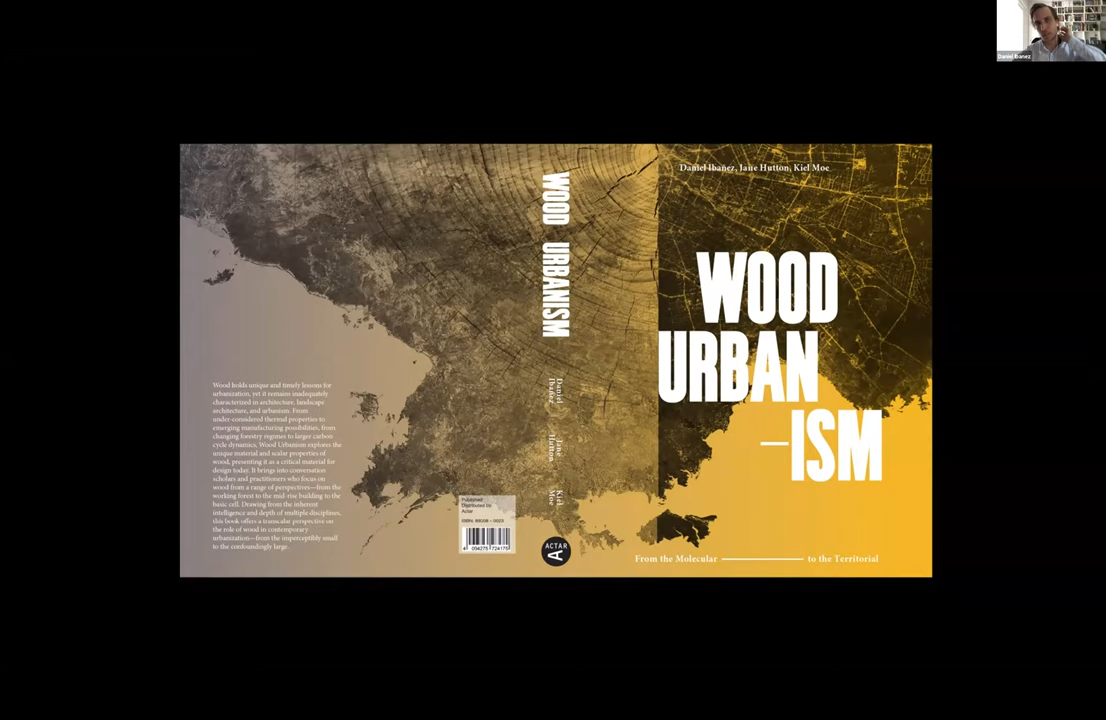 Daniel Ibanez
Daniel Ibañez, Jane Hutton, Kiel Moe
WOOD
URBAN
—ISM
From the Molecular — to the Territorial
WOOD URBANISM
Daniel Ibañez
Jane Hutton
Kiel Moe
ACTAR
A
Published
Distributed by
Actar
Wood holds unique and timely lessons for
urbanization, yet it remains inadequately
characterized in architecture, landscape
architecture, and urbanism. From
under-considered thermal properties to
emerging manufacturing possibilities, from
changing forestry regimes to larger carbon
cycle dynamics, Wood Urbanism explores the
unique material and scalar properties of
wood, presenting it as a critical material for
design today. It brings into conversation
scholars and practitioners who focus on
wood from a range of perspectives—from the
working forest to the mid-rise building to the
basic cell. Drawing from the inherent
intelligence and depth of multiple disciplines,
this book offers a transcalar perspective on
the role of wood in contemporary
urbanization—from the imperceptibly small
to the confoundingly large.